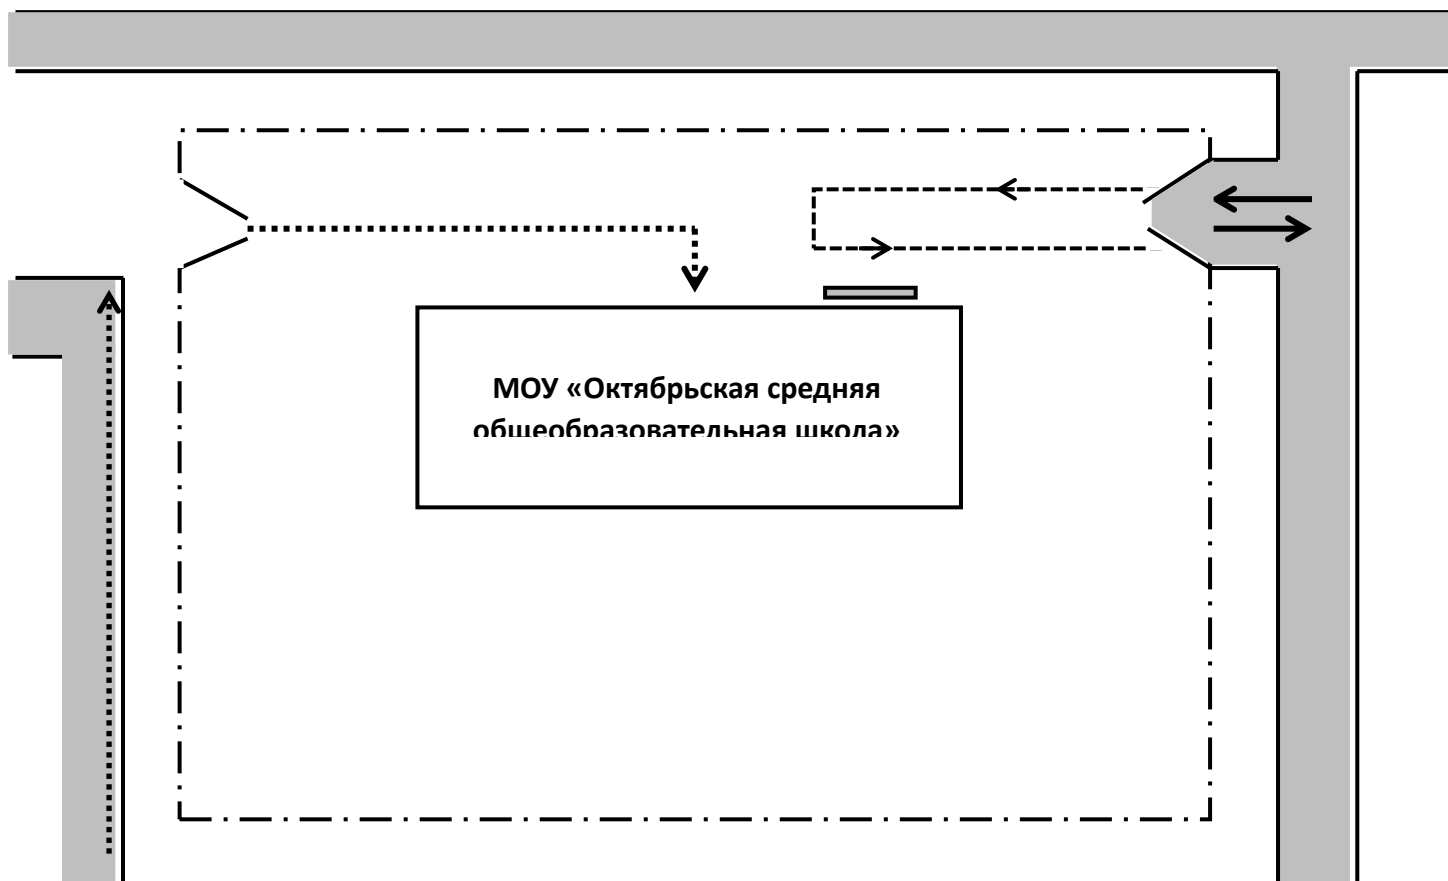 МОУ «Октябрьская средняя
общеобразовательная школа»